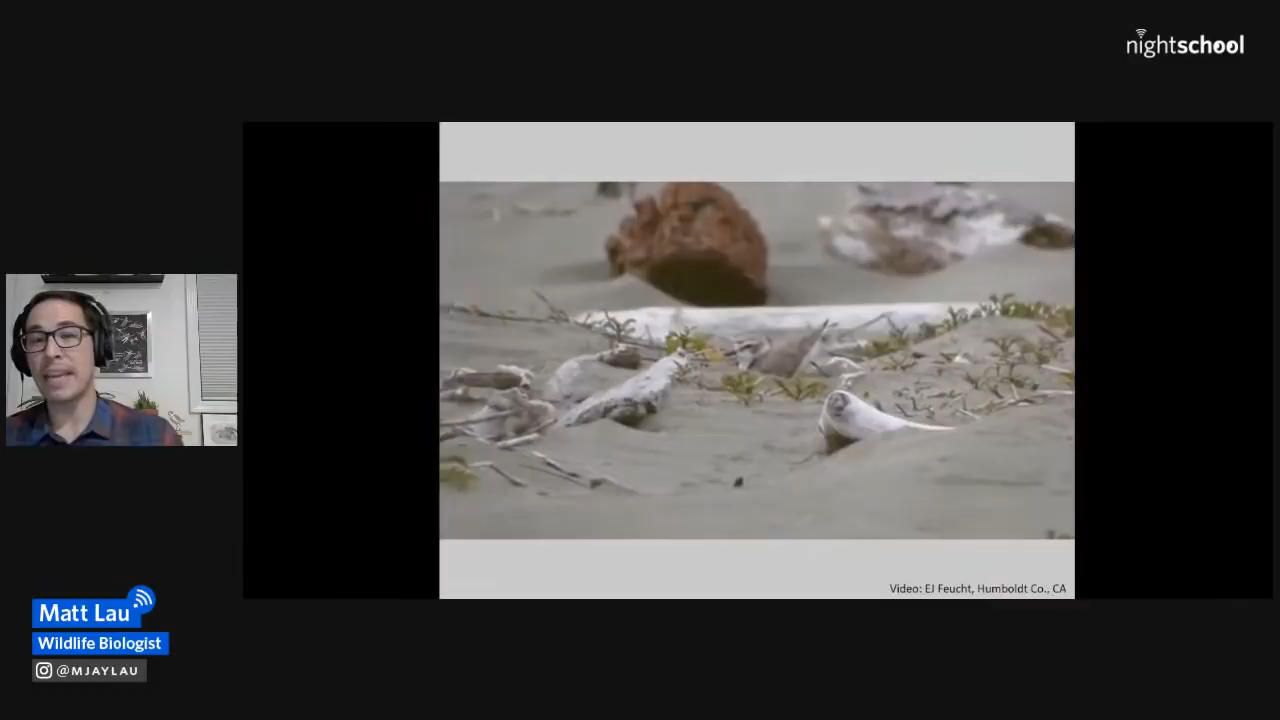 nightschool
Video: EJ Feucht, Humboldt Co., CA
Matt Lau
Wildlife Biologist
@MJAYLAU